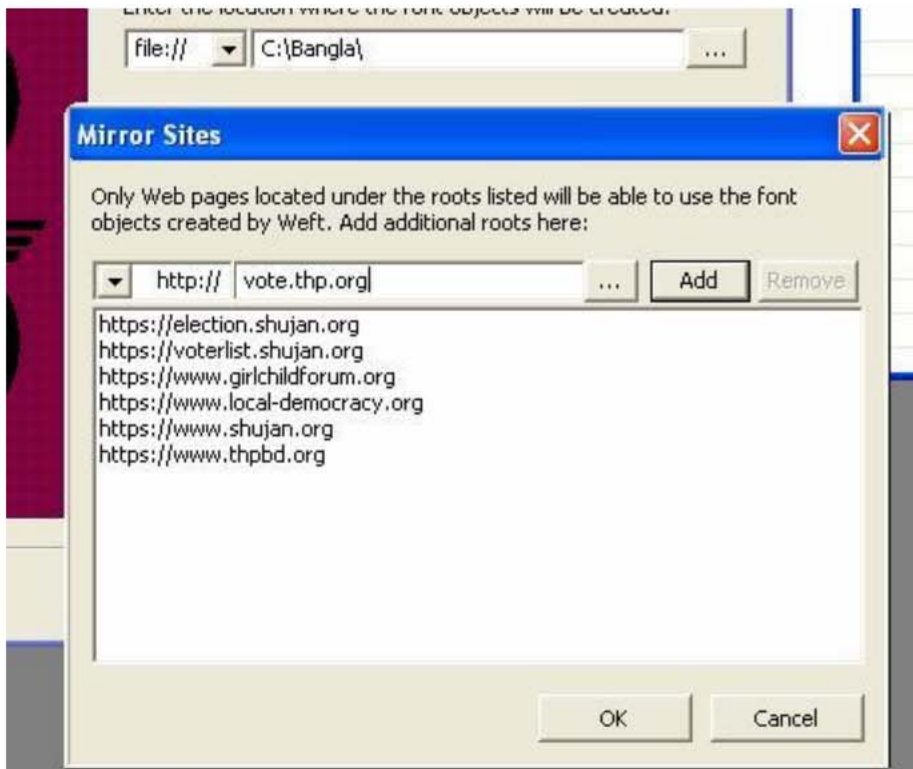 Enter the location where the font objects will be created:
file:// C:\Bangla\ ...
Mirror Sites
Only Web pages located under the roots listed will be able to use the font
objects created by Weft. Add additional roots here:
http:// vote.thp.org ... Add Remove
https://election.shujan.org
https://voterlist.shujan.org
https://www.girlchildforum.org
https://www.local-democracy.org
https://www.shujan.org
https://www.thpbd.org
OK Cancel